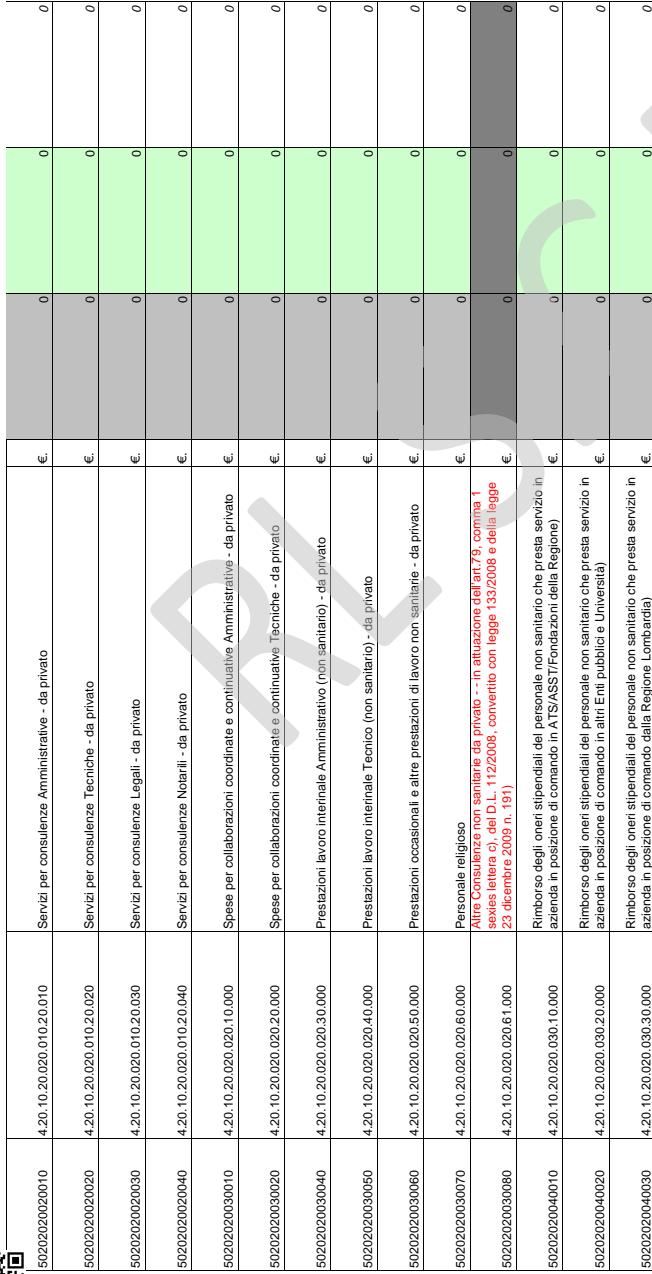 50202020020010 4.20.10.20.020.010.20.010 Servizi per consulenze Amministrative - da privato €. 0 0 0
50202020020020 4.20.10.20.020.010.20.020 Servizi per consulenze Tecniche - da privato €. 0 0 0
50202020020030 4.20.10.20.020.010.20.030 Servizi per consulenze Legali - da privato €. 0 0 0
50202020020040 4.20.10.20.020.010.20.040 Servizi per consulenze Notarili - da privato €. 0 0 0
50202020030010 4.20.10.20.020.020.10.000 Spese per collaborazioni coordinate e continuative Amministrative - da privato €. 0 0 0
50202020030020 4.20.10.20.020.020.20.000 Spese per collaborazioni coordinate e continuative Tecniche - da privato €. 0 0 0
50202020030040 4.20.10.20.020.020.30.000 Prestazioni lavoro interinale Amministrativo (non sanitario) - da privato €. 0 0 0
50202020030050 4.20.10.20.020.020.40.000 Prestazioni lavoro interinale Tecnico (non sanitario) - da privato €. 0 0 0
50202020030060 4.20.10.20.020.020.50.000 Prestazioni occasionali e altre prestazioni di lavoro non sanitarie - da privato €. 0 0 0
50202020030070 4.20.10.20.020.020.60.000 Personale religioso €. 0 0 0
Altre Consulenze non sanitarie da privato - - in attuazione dell'art.79, comma 1
50202020030080 4.20.10.20.020.020.61.000 sexies lettera c), del D.L. 112/2008, convertito con legge 133/2008 e della legge €. 0 0 0
23 dicembre 2009 n. 191)
Rimborso degli oneri stipendiali del personale non sanitario che presta servizio in
50202020040010 4.20.10.20.020.030.10.000 azienda in posizione di comando in ATS/ASST/Fondazioni della Regione) €. 0 0 0
Rimborso degli oneri stipendiali del personale non sanitario che presta servizio in
50202020040020 4.20.10.20.020.030.20.000 azienda in posizione di comando in altri Enti pubblici e Università) €. 0 0 0
Rimborso degli oneri stipendiali del personale non sanitario che presta servizio in
50202020040030 4.20.10.20.020.030.30.000 azienda in posizione di comando dalla Regione Lombardia) €. 0 0 0
RL S.